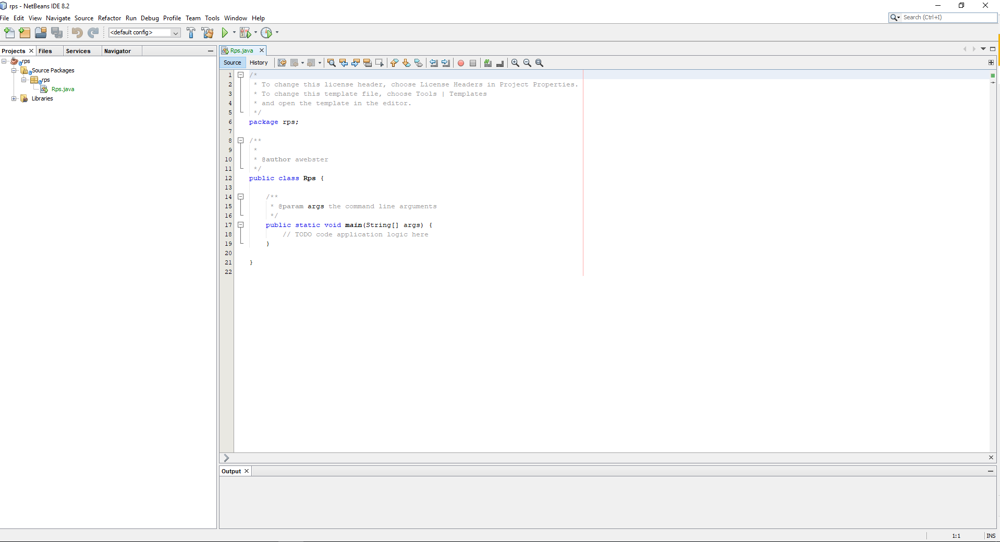 rps - NetBeans IDE 8.2
File Edit View Navigate Source Refactor Run Debug Profile Team Tools Window Help
Search (Ctrl+I)
<default config>
Projects Files Services Navigator
rps
Source Packages
rps
Rps.java
Libraries
Rps.java
Source History
1 /*
2 * To change this license header, choose License Headers in Project Properties.
3 * To change this template file, choose Tools | Templates
4 * and open the template in the editor.
5 */
6 package rps;
7
8 /**
9 *
10 * @author awebster
11 */
12 public class Rps {
13
14 /**
15 * @param args the command line arguments
16 */
17 public static void main(String[] args) {
18 // TODO code application logic here
19 }
20
21 }
22
Output
1:1 INS